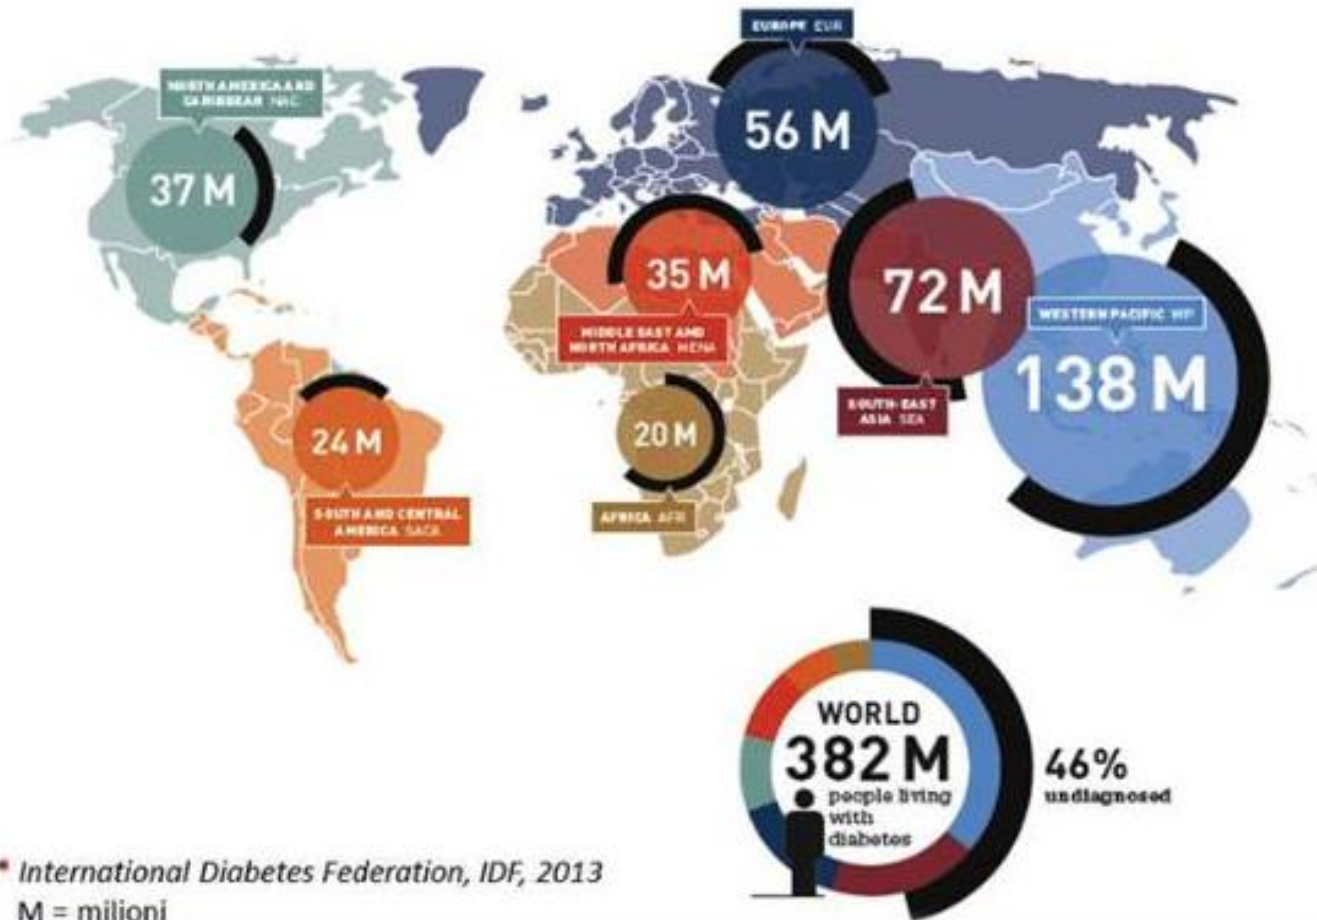 EUROPE EUR
NORTH AMERICA AND
CARIBBEAN NAC
56 M
37 M
35 M
72 M
WESTERN PACIFIC WP
MIDDLE EAST AND
NORTH AFRICA MENA
138 M
SOUTH-EAST
ASIA SEA
24 M
20 M
SOUTH AND CENTRAL
AMERICA SACA
AFRICA AFR
WORLD
382 M
people living
with
diabetes
46%
undiagnosed
* International Diabetes Federation, IDF, 2013
M = milioni